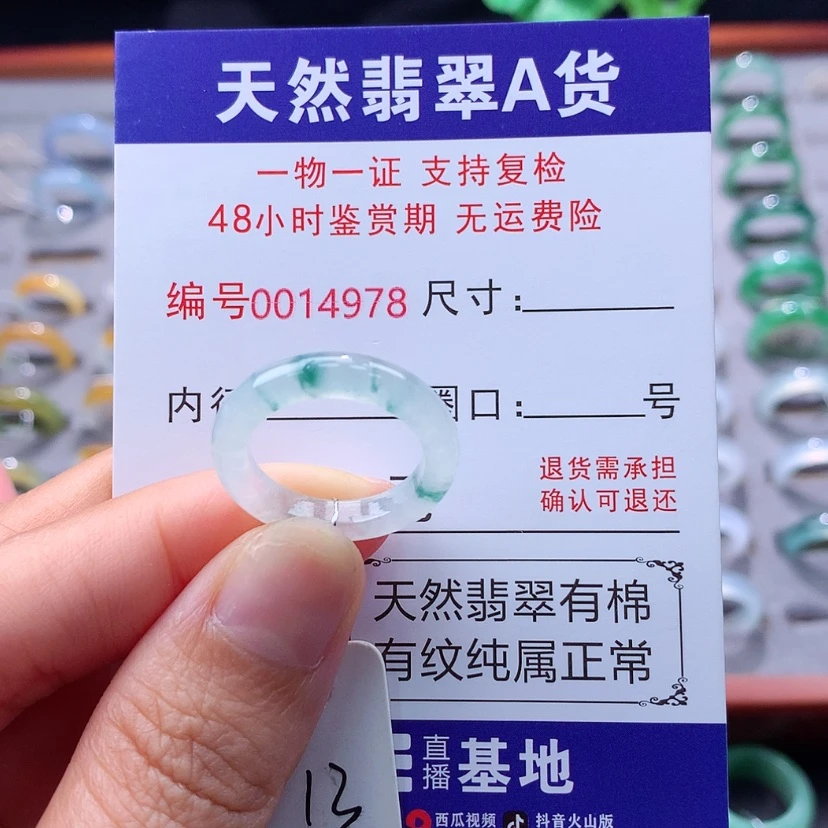 天然翡翠A货
一物一证 支持复检
48小时鉴赏期 无运费险
编号0014978 尺寸:
内径 圈口: 号
退货需承担
确认可退还
天然翡翠有棉
有纹纯属正常
直播基地
西瓜视频 抖音火山版
13